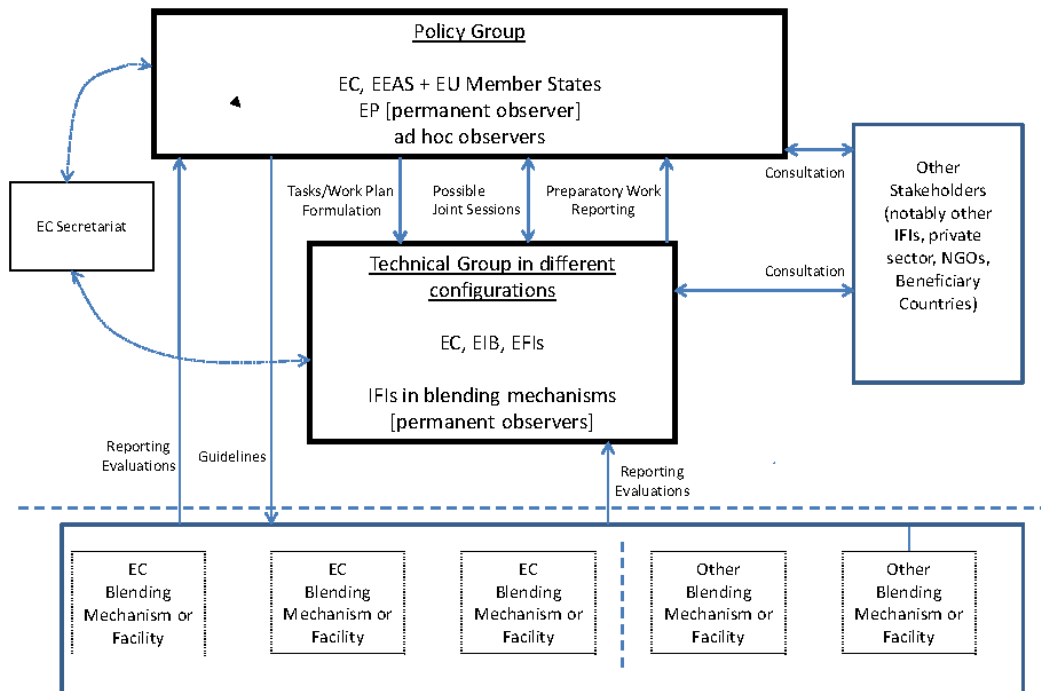 Policy Group
EC, EEAS + EU Member States
EP [permanent observer]
ad hoc observers
EC Secretariat
Tasks/Work Plan
Formulation
Possible
Joint Sessions
Preparatory Work
Reporting
Consultation
Other
Stakeholders
(notably other
IFIs, private
sector, NGOs,
Beneficiary
Countries)
Technical Group in different
configurations
EC, EIB, EFIs
IFIs in blending mechanisms
[permanent observers]
Consultation
Reporting
Evaluations
Guidelines
Reporting
Evaluations
EC
Blending
Mechanism or
Facility
EC
Blending
Mechanism or
Facility
EC
Blending
Mechanism or
Facility
Other
Blending
Mechanism or
Facility
Other
Blending
Mechanism or
Facility